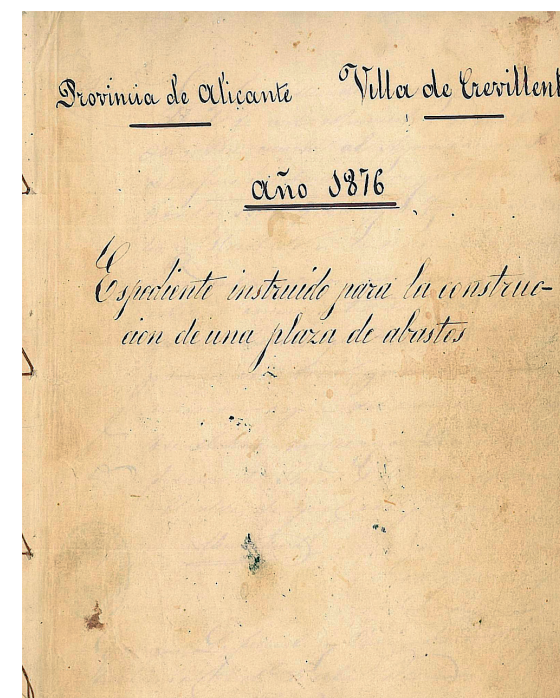 Provincia de Alicante Villa de Crevillent
año 1876
Espediente instruido para la construc-
cion de una plaza de abastos